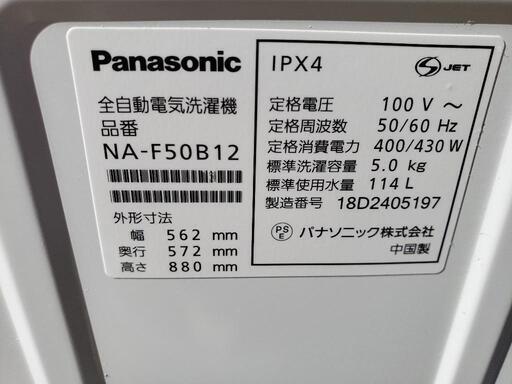 Panasonic
全自動電気洗濯機
品番
NA-F50B12
外形寸法
幅 562 mm
奥行 572 mm
高さ 880 mm
IPX4
S JET
定格電圧 100 V ～
定格周波数 50/60 Hz
定格消費電力 400/430 W
標準洗濯容量 5.0 kg
標準使用水量 114 L
製造番号 18D2405197
PS E パナソニック株式会社
中国製